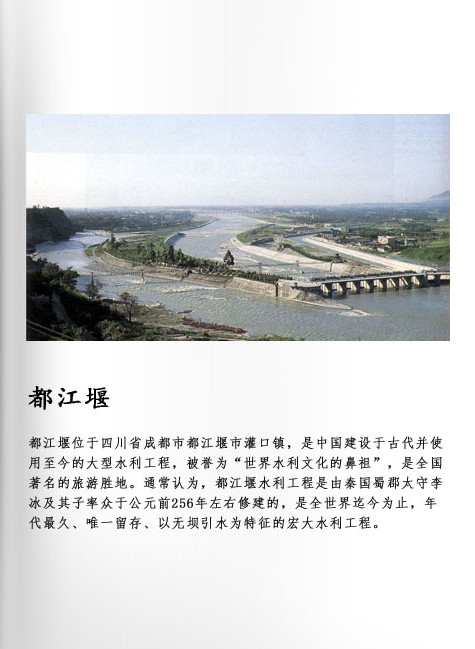 都江堰
都江堰位于四川省成都市都江堰市灌口镇，是中国建设于古代并使
用至今的大型水利工程，被誉为“世界水利文化的鼻祖”，是全国
著名的旅游胜地。通常认为，都江堰水利工程是由秦国蜀郡太守李
冰及其子率众于公元前256年左右修建的，是全世界迄今为止，年
代最久、唯一留存、以无坝引水为特征的宏大水利工程。